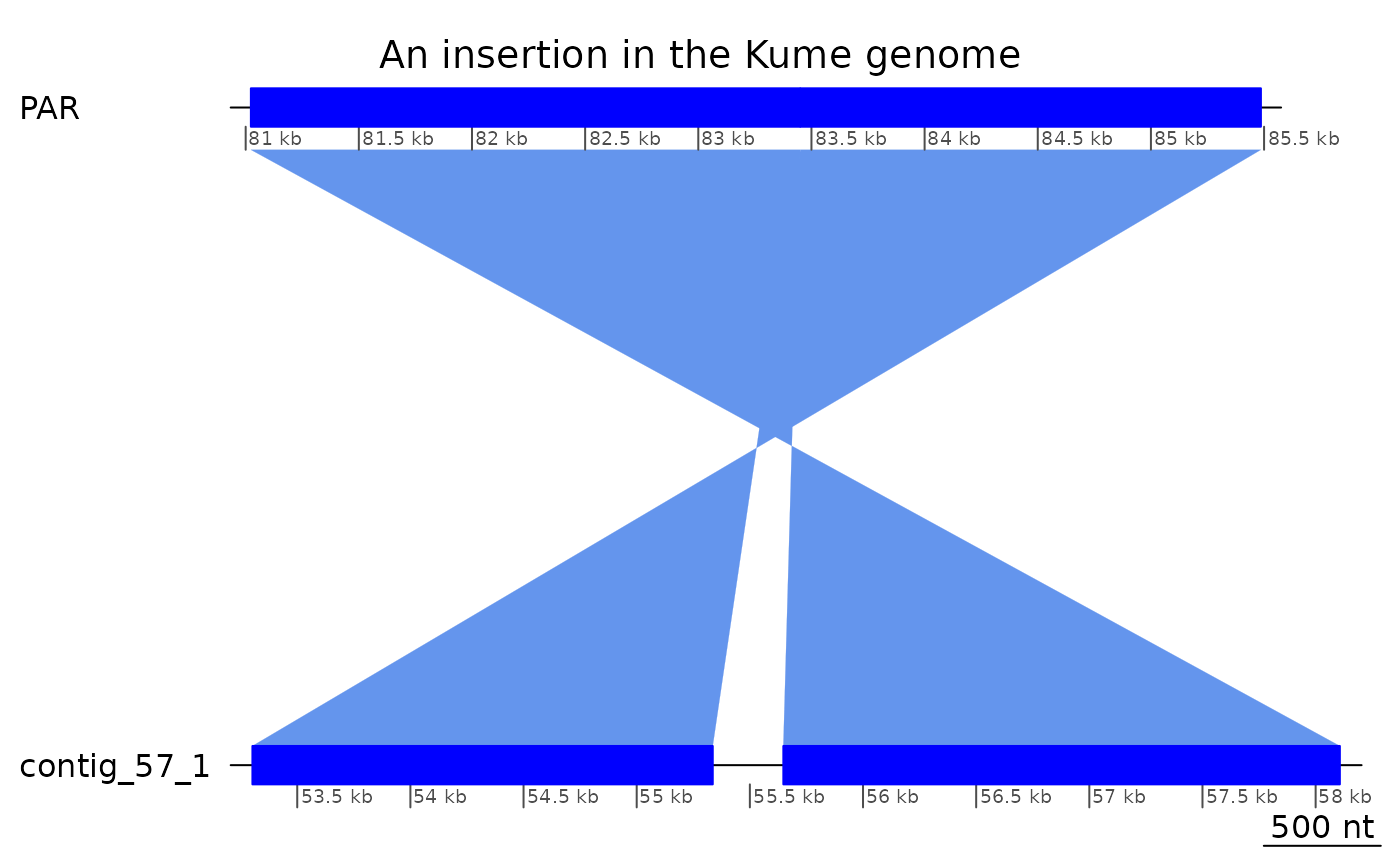 An insertion in the Kume genome
PAR
81 kb 81.5 kb 82 kb 82.5 kb 83 kb 83.5 kb 84 kb 84.5 kb 85 kb 85.5 kb
contig_57_1
53.5 kb 54 kb 54.5 kb 55 kb 55.5 kb 56 kb 56.5 kb 57 kb 57.5 kb 58 kb
500 nt